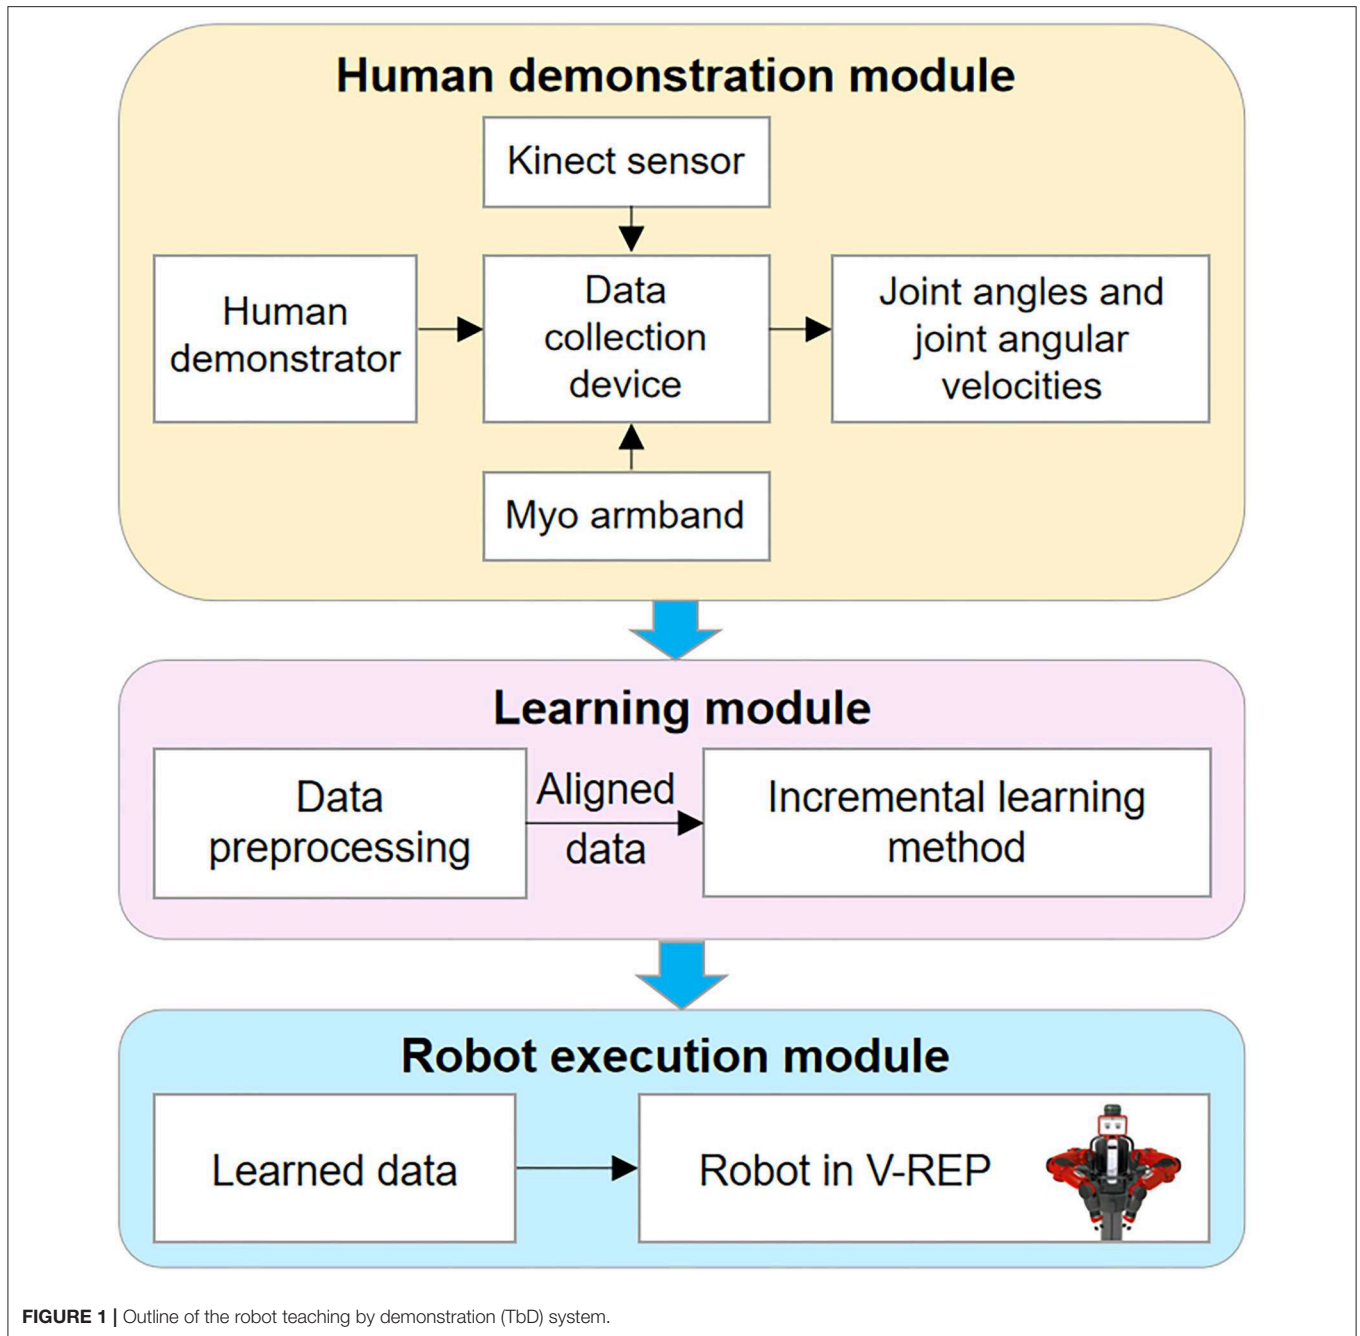 Human demonstration module
Kinect sensor
Human
demonstrator
Data
collection
device
Joint angles and
joint angular
velocities
Myo armband
Learning module
Data
preprocessing
Aligned
data
Incremental learning
method
Robot execution module
Learned data
Robot in V-REP
FIGURE 1 | Outline of the robot teaching by demonstration (TbD) system.